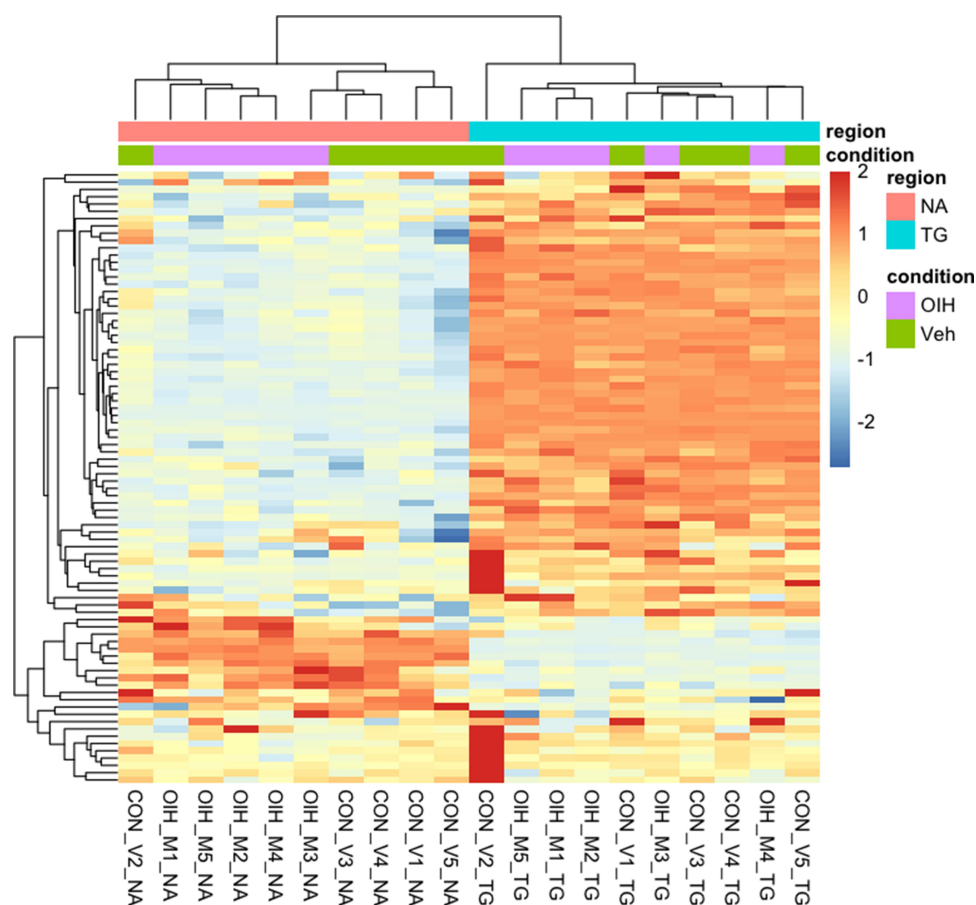 region
condition
2
1
0
-1
-2
region
NA
TG
condition
OIH
Veh
CON_V2_NA
OIH_M1_NA
OIH_M5_NA
OIH_M2_NA
OIH_M4_NA
OIH_M3_NA
CON_V3_NA
CON_V4_NA
CON_V1_NA
CON_V5_NA
CON_V2_TG
OIH_M5_TG
OIH_M1_TG
OIH_M2_TG
CON_V1_TG
OIH_M3_TG
CON_V3_TG
CON_V4_TG
OIH_M4_TG
CON_V5_TG